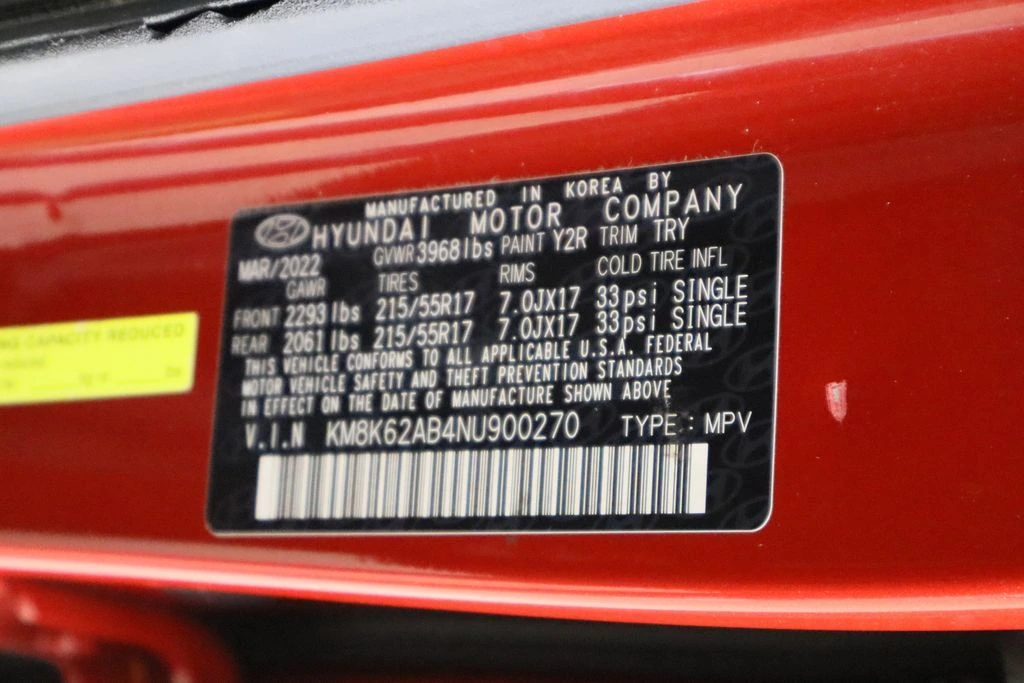 MANUFACTURED IN KOREA BY
HYUNDAI MOTOR COMPANY
MAR/2022 GVWR 3968lbs PAINT Y2R TRIM TRY
GAWR TIRES RIMS COLD TIRE INFL
FRONT 2293 lbs 215/55R17 7.0JX17 33psi SINGLE
REAR 2061 lbs 215/55R17 7.0JX17 33psi SINGLE
THIS VEHICLE CONFORMS TO ALL APPLICABLE U.S.A. FEDERAL
MOTOR VEHICLE SAFETY AND THEFT PREVENTION STANDARDS
IN EFFECT ON THE DATE OF MANUFACTURE SHOWN ABOVE
V.I.N KM8K62AB4NU900270 TYPE : MPV
CAPACITY REDUCED